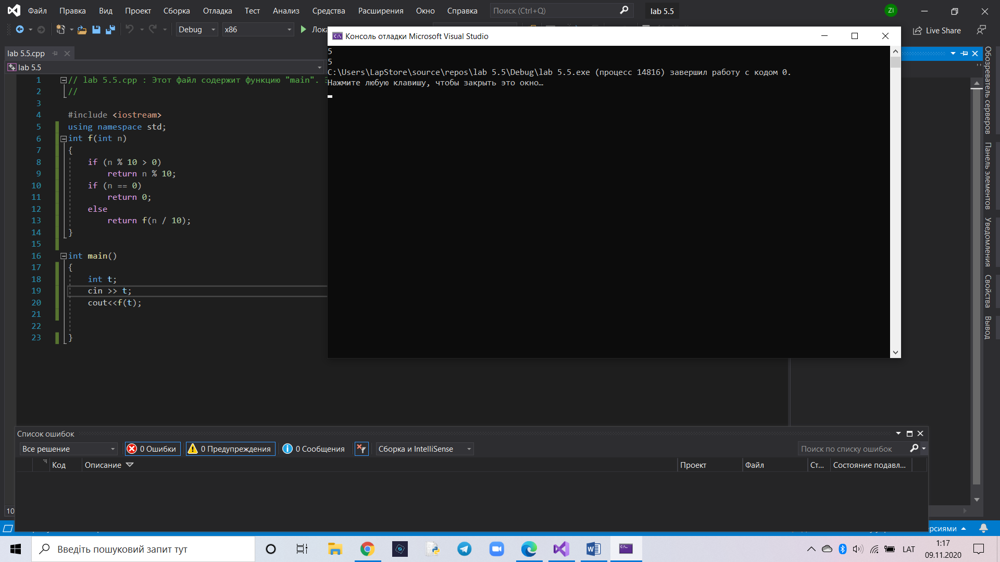 Файл Правка Вид Проект Сборка Отладка Тест Анализ Средства Расширения Окно Справка Поиск (Ctrl+Q) lab 5.5 ZI
Debug x86 Live Share
Консоль отладки Microsoft Visual Studio
5
5
C:\Users\LapStore\source\repos\lab 5.5\Debug\lab 5.5.exe (процесс 14816) завершил работу с кодом 0.
Нажмите любую клавишу, чтобы закрыть это окно…
lab 5.5.cpp
lab 5.5
1 // lab 5.5.cpp : Этот файл содержит функцию "main".
2 //
3
4 #include <iostream>
5 using namespace std;
6 int f(int n)
7 {
8 if (n % 10 > 0)
9 return n % 10;
10 if (n == 0)
11 return 0;
12 else
13 return f(n / 10);
14 }
15
16 int main()
17 {
18 int t;
19 cin >> t;
20 cout<<f(t);
21
22
23 }
Обозреватель серверов
Панель элементов
Уведомления
Свойства
Вывод
Список ошибок
Все решение 0 Ошибки 0 Предупреждения 0 Сообщения Сборка и IntelliSense Поиск по списку ошибок
Код Описание Проект Файл Ст... Состояние подавл...
Введіть пошуковий запит тут
LAT
1:17
09.11.2020